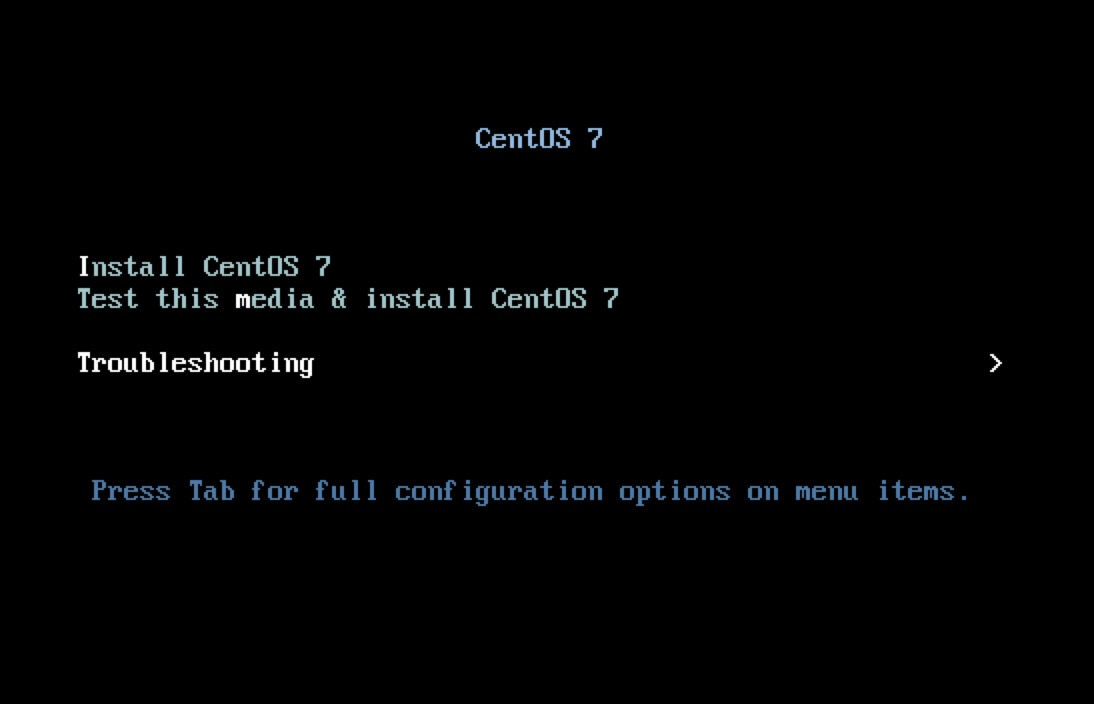 CentOS 7
Install CentOS 7
Test this media & install CentOS 7
Troubleshooting >
Press Tab for full configuration options on menu items.